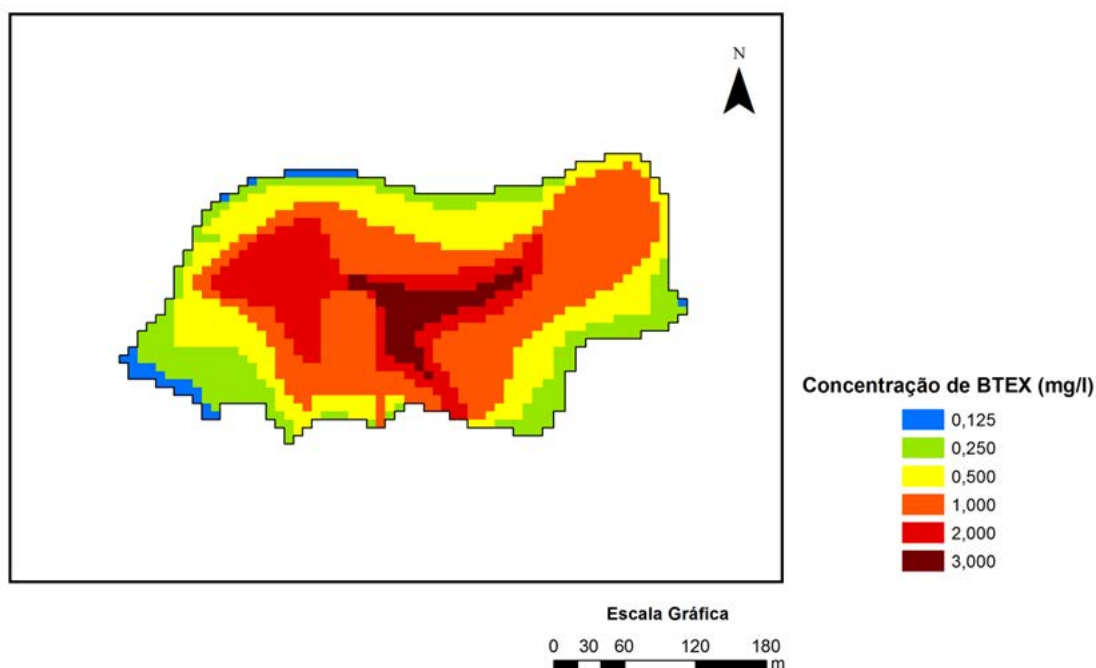 N
Concentração de BTEX (mg/l)
0,125
0,250
0,500
1,000
2,000
3,000
Escala Gráfica
0 30 60 120 180
m